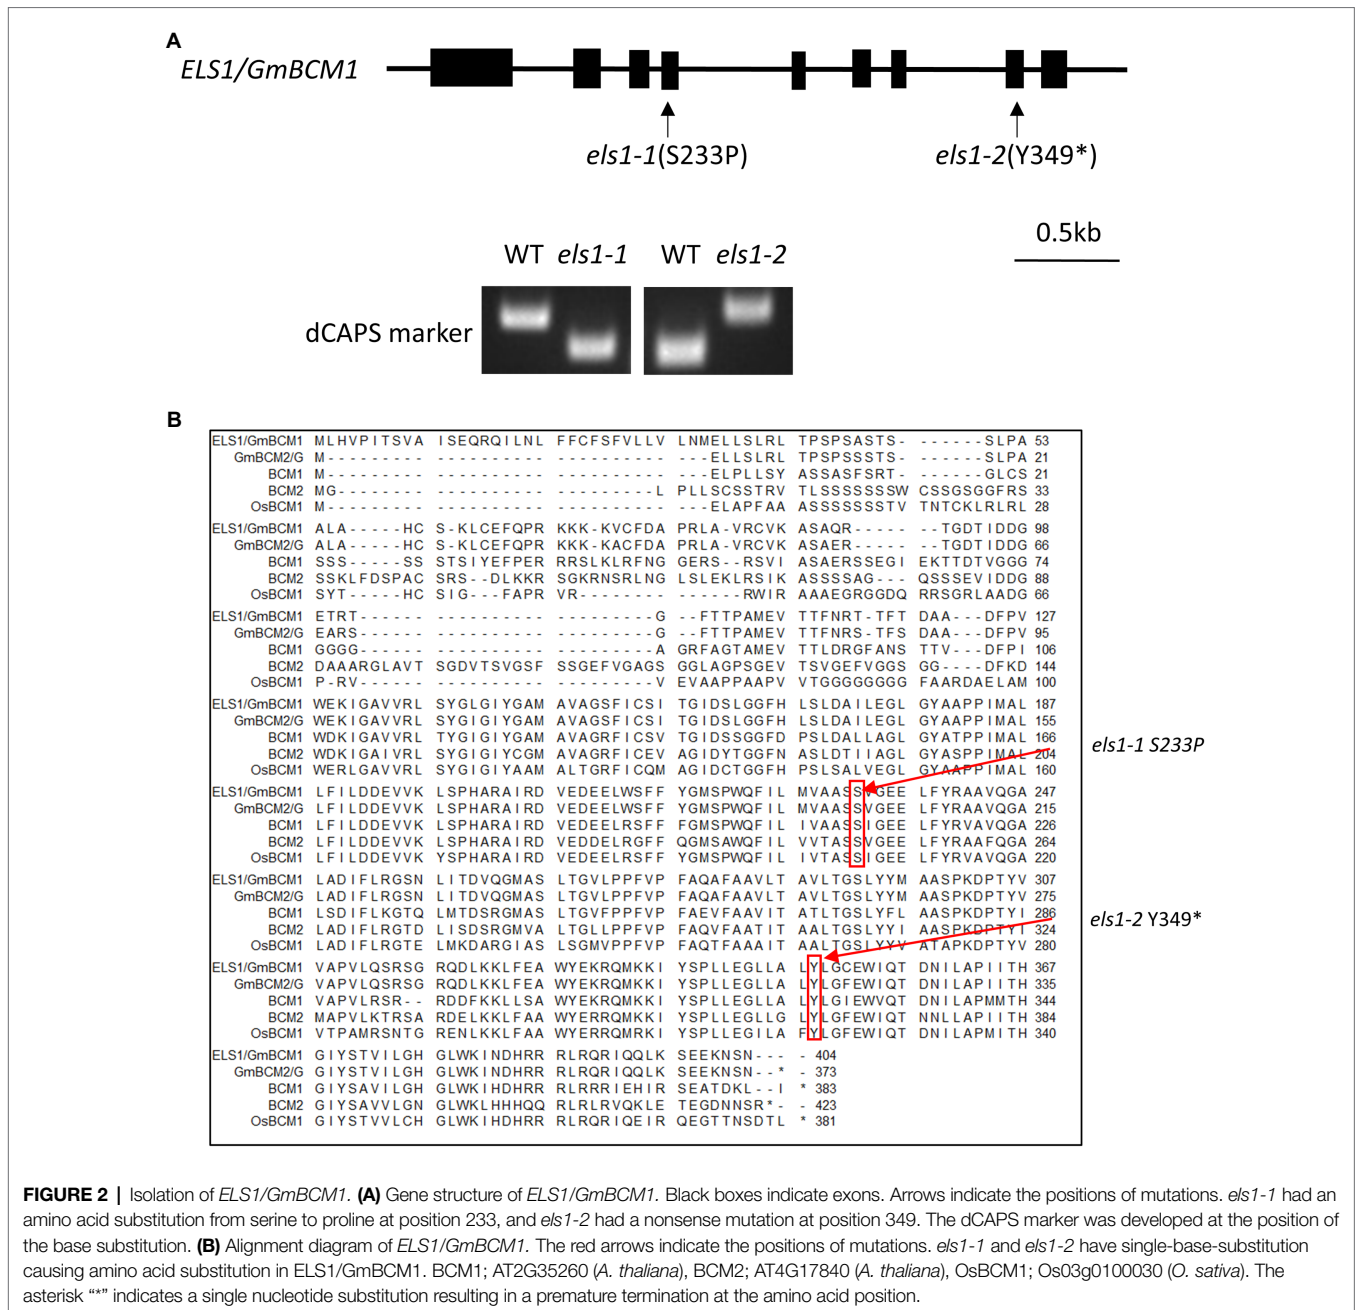 A
ELS1/GmBCM1
els1-1(S233P)
els1-2(Y349*)
0.5kb
WT els1-1 WT els1-2
dCAPS marker
B
ELS1/GmBCM1 MLHVPITSVA ISEQRQILNL FFCFSFVLLV LNMELLSLRL TPSPSASTS- ------SLPA 53
GmBCM2/G M--------- ---------- ---------- ---ELLSLRL TPSPSSSTS- ------SLPA 21
BCM1 M--------- ---------- ---------- ---ELPLLSY ASSASFSRT- ------GLCS 21
BCM2 MG-------- ---------- ---------L PLLSCSSTRV TLSSSSSSSW CSSGSGGFRS 33
OsBCM1 M--------- ---------- ---------- ---ELAPFAA ASSSSSSSTV TNTCKLRLRL 28
ELS1/GmBCM1 ALA-----HC S-KLCEFQPR KKK-KVCFDA PRLA-VRCVK ASAQR----- --TGDTIDDG 98
GmBCM2/G ALA-----HC S-KLCEFQPR KKK-KACFDA PRLA-VRCVK ASAER----- --TGDTIDDG 66
BCM1 SSS-----SS STSIYEFPER RRSLKLRFNG GERS--RSVI ASAERSSEGI EKTTDTVGGG 74
BCM2 SSKLFDSPAC SRS--DLKKR SGKRNSRLNG LSLEKLRSIK ASSSSAG--- QSSSEVIDDG 88
OsBCM1 SYT-----HC SIG---FAPR VR-------- ------RWIR AAAEGRGGDQ RRSGRLAADG 66
ELS1/GmBCM1 ETRT------ ---------- ---------G --FTTPAMEV TTFNRT-TFT DAA---DFPV 127
GmBCM2/G EARS------ ---------- ---------G --FTTPAMEV TTFNRS-TFS DAA---DFPV 95
BCM1 GGGG------ ---------- ---------A GRFAGTAMEV TTLDRGFANS TTV---DFPI 106
BCM2 DAAARGLAVT SGDVTSVGSF SSGEFVGAGS GGLAGPSGEV TSVGEFVGGS GG----DFKD 144
OsBCM1 P-RV------ ---------- ---------V EVAAPPAAPV VTGGGGGGGG FAARDAELAM 100
ELS1/GmBCM1 WEKIGAVVRL SYGLGIYGAM AVAGSFICSI TGIDSLGGFH LSLDAILEGL GYAAPPIMAL 187
GmBCM2/G WEKIGAVVRL SYGIGIYGAM AVAGSFICSI TGIDSLGGFH LSLDAILEGL GYAAPPIMAL 155
BCM1 WDKIGAVVRL TYGIGIYGAM AVAGRFICSV TGIDSSGGFD PSLDALLAGL GYATPPIMAL 166
BCM2 WDKIGAIVRL SYGIGIYCGM AVAGRFICEV AGIDYTGGFN ASLDTIIAGL GYASPPIMAL 204
OsBCM1 WERLGAVVRL SYGIGIYAAM ALTGRFICQM AGIDCTGGFH PSLSALVEGL GYAAPPIMAL 160
ELS1/GmBCM1 LFILDDEVVK LSPHARAIRD VEDEELWSFF YGMSPWQFIL MVAASSVGEE LFYRAAVQGA 247
GmBCM2/G LFILDDEVVK LSPHARAIRD VEDEELWSFF YGMSPWQFIL MVAASSVGEE LFYRAAVQGA 215
BCM1 LFILDDEVVK LSPHARAIRD VEDEELRSFF FGMSPWQFIL IVAASSIGEE LFYRVAVQGA 226
BCM2 LFILDDEVVK LSPHARAIRD VEDEELRGFF QGMSAWQFIL VVTASSVGEE LFYRAAFQGA 264
OsBCM1 LFILDDEVVK YSPHARAIRD VEDEELRSFF YGMSPWQFIL IVTASSIGEE LFYRVAVQGA 220
els1-1 S233P
ELS1/GmBCM1 LADIFLRGSN LITDVQGMAS LTGVLPPFVP FAQAFAAVLT AVLTGSLYYM AASPKDPTYV 307
GmBCM2/G LADIFLRGSN LITDVQGMAS LTGVLPPFVP FAQAFAAVLT AVLTGSLYYM AASPKDPTYV 275
BCM1 LSDIFLKGTQ LMTDSRGMAS LTGVFPPFVP FAEVFAAVIT ATLTGSLYFL AASPKDPTYI 286
BCM2 LADIFLRGTD LISDSRGMVA LTGLLPPFVP FAQVFAATIT AALTGSLYYI AASPKDPTYI 324
OsBCM1 LADIFLRGTE LMKDARGIAS LSGMVPPFVP FAQTFAAAIT AALTGSLYYV ATAPKDPTYV 280
els1-2 Y349*
ELS1/GmBCM1 VAPVLQSRSG RQDLKKLFEA WYEKRQMKKI YSPLLEGLLA LYLGCEWIQT DNILAPIITH 367
GmBCM2/G VAPVLQSRSG RQDLKKLFEA WYEKRQMKKI YSPLLEGLLA LYLGFEWIQT DNILAPIITH 335
BCM1 VAPVLRSR-- RDDFKKLLSA WYEKRQMKKI YSPLLEGLLA LYLGIEWVQT DNILAPMMTH 344
BCM2 MAPVLKTRSA RDELKKLFAA WYERRQMKKI YSPLLEGLLG LYLGFEWIQT NNLLAPIITH 384
OsBCM1 VTPAMRSNTG RENLKKLFAA WYERRQMRKI YSPLLEGILA FYLGFEWIQT DNILAPMITH 340
ELS1/GmBCM1 GIYSTVILGH GLWKINDHRR RLRQRIQQLK SEEKNSN--- - 404
GmBCM2/G GIYSTVILGH GLWKINDHRR RLRQRIQQLK SEEKNSN--* - 373
BCM1 GIYSAVILGH GLWKIHDHRR RLRRRIEHIR SEATDKL--I * 383
BCM2 GIYSAVVLGN GLWKLHHHQQ RLRLRVQKLE TEGDNNSR*- - 423
OsBCM1 GIYSTVVLCH GLWKIHDHRR RLRQRIQEIR QEGTTNSDTL * 381
FIGURE 2 | Isolation of ELS1/GmBCM1. (A) Gene structure of ELS1/GmBCM1. Black boxes indicate exons. Arrows indicate the positions of mutations. els1-1 had an
amino acid substitution from serine to proline at position 233, and els1-2 had a nonsense mutation at position 349. The dCAPS marker was developed at the position of
the base substitution. (B) Alignment diagram of ELS1/GmBCM1. The red arrows indicate the positions of mutations. els1-1 and els1-2 have single-base-substitution
causing amino acid substitution in ELS1/GmBCM1. BCM1; AT2G35260 (A. thaliana), BCM2; AT4G17840 (A. thaliana), OsBCM1; Os03g0100030 (O. sativa). The
asterisk “*” indicates a single nucleotide substitution resulting in a premature termination at the amino acid position.